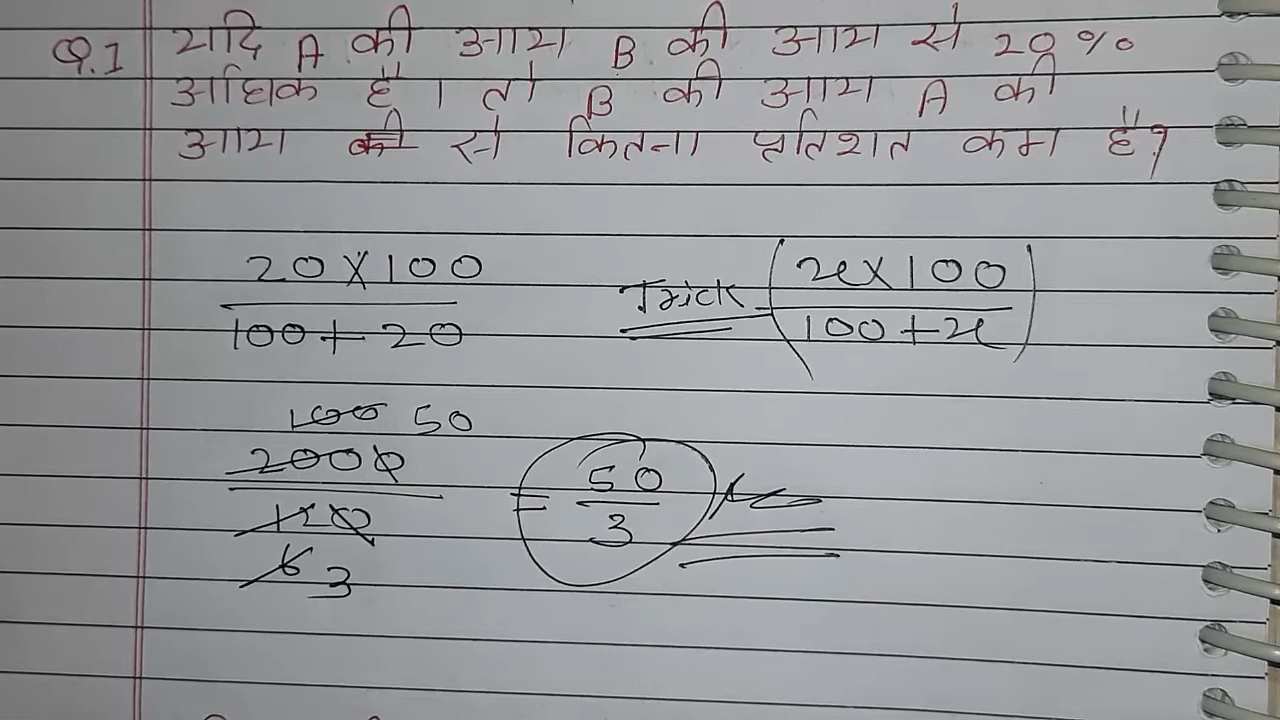 Q.1 यदि A की आय B की आय से 20%
अधिक है। तो B की आय A की
आय की से कितना प्रतिशत कम है?
20 X 100
100 + 20
Trick (x X 100
100 + x)
100 50
2000
120
6 3
= 50
3